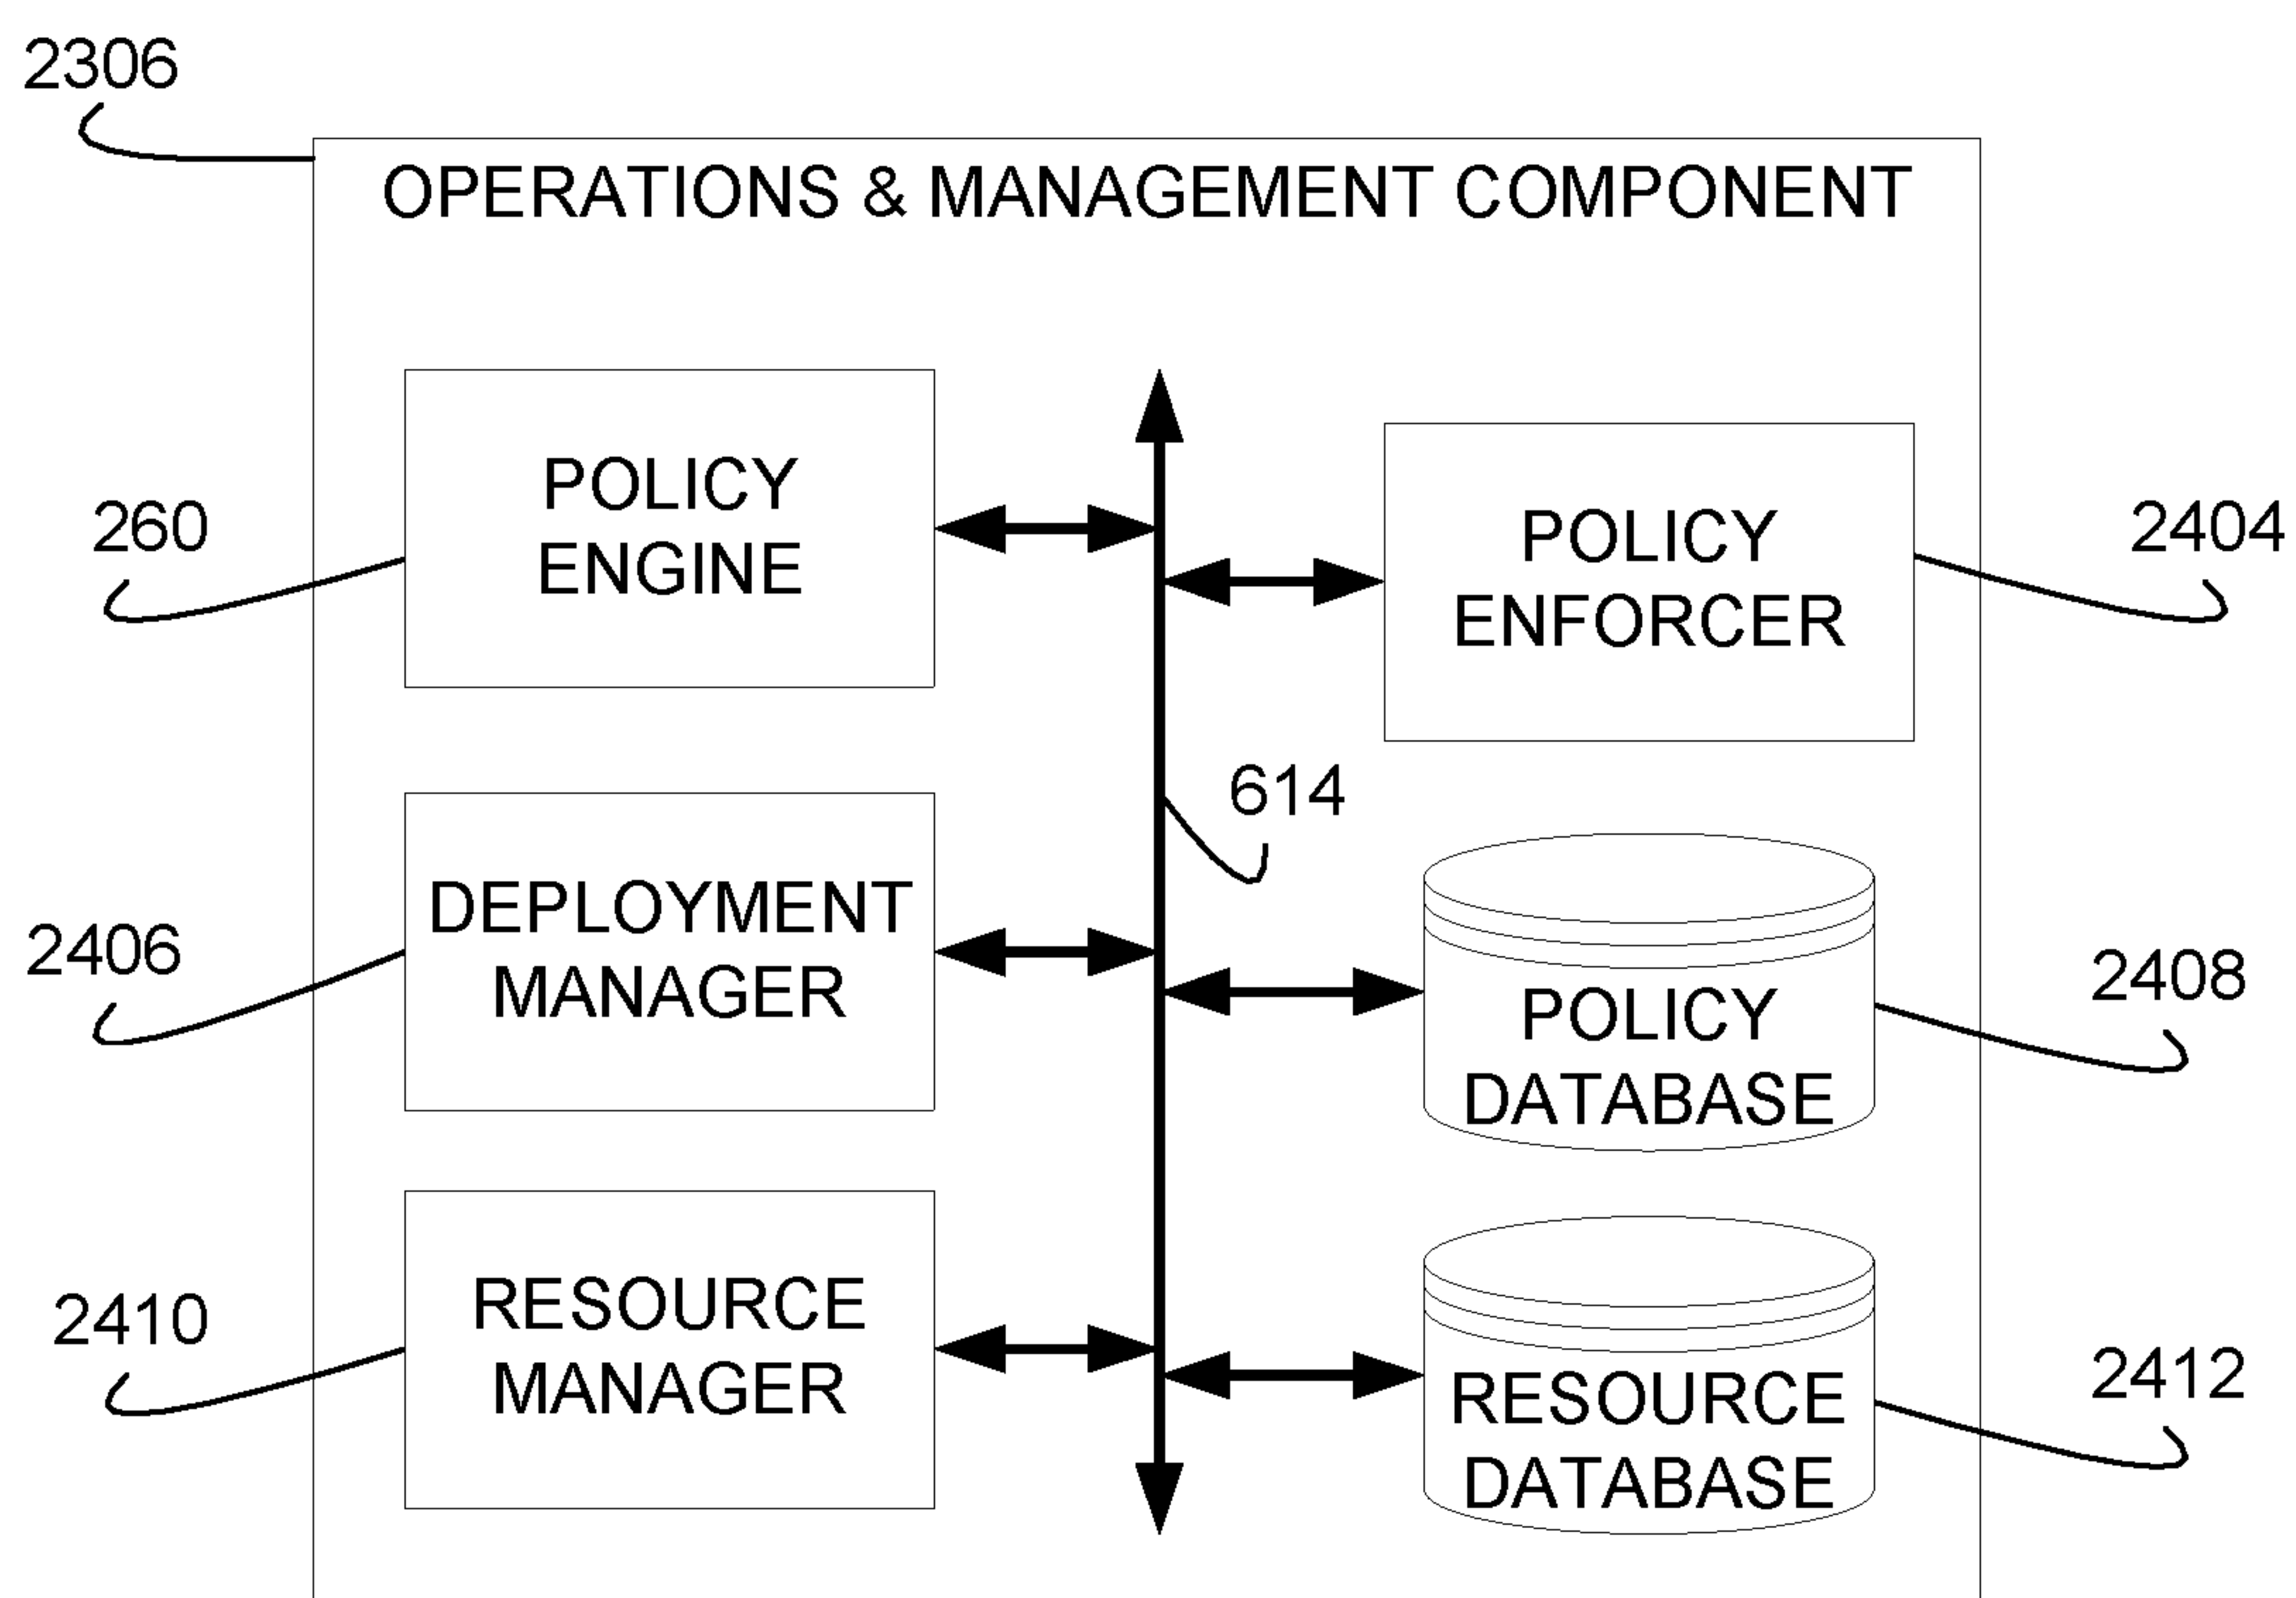 2306
OPERATIONS & MANAGEMENT COMPONENT
POLICY
ENGINE
260
POLICY
ENFORCER
2404
614
DEPLOYMENT
MANAGER
2406
POLICY
DATABASE
2408
RESOURCE
MANAGER
2410
RESOURCE
DATABASE
2412